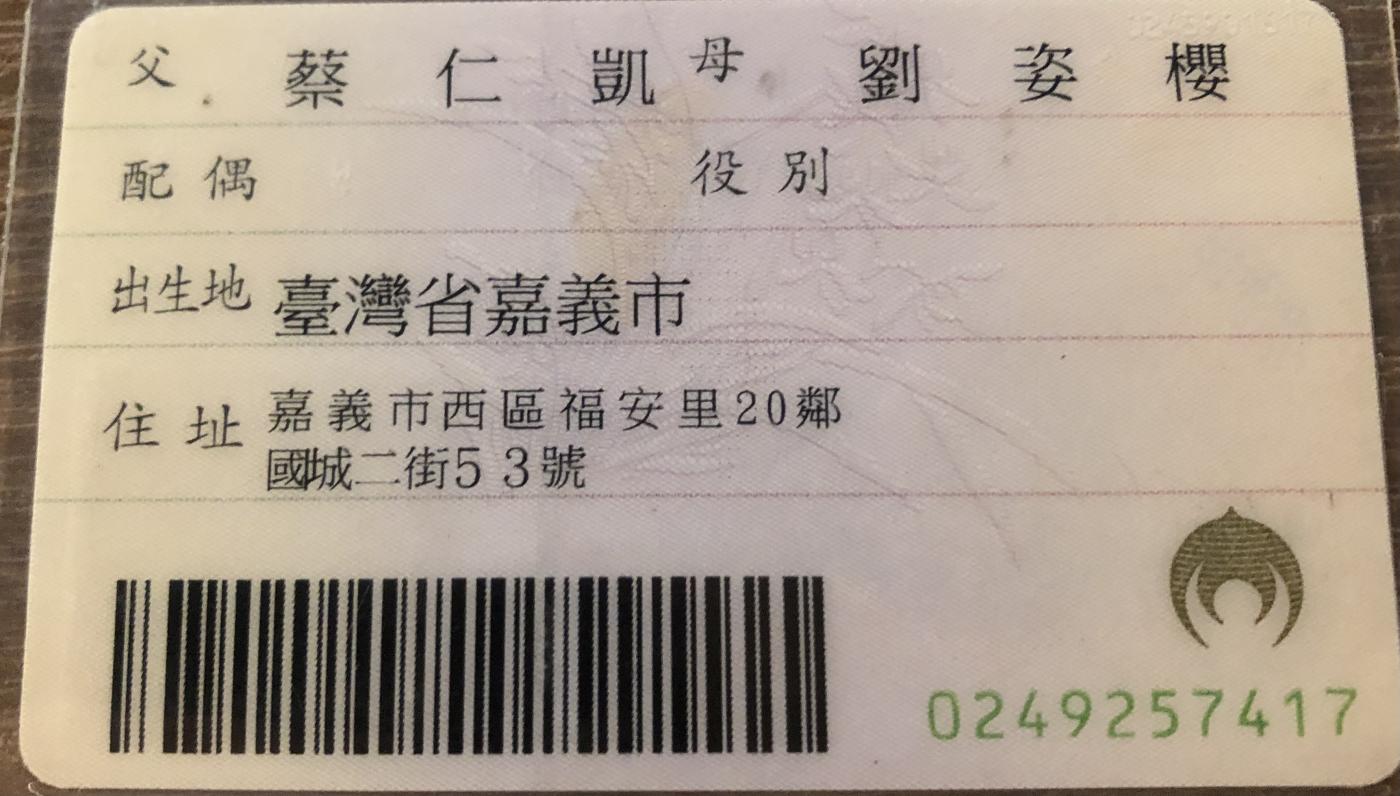 父 蔡仁凱 母 劉姿櫻
配偶 役別
出生地 臺灣省嘉義市
住址 嘉義市西區福安里20鄰
國城二街53號
0249257417